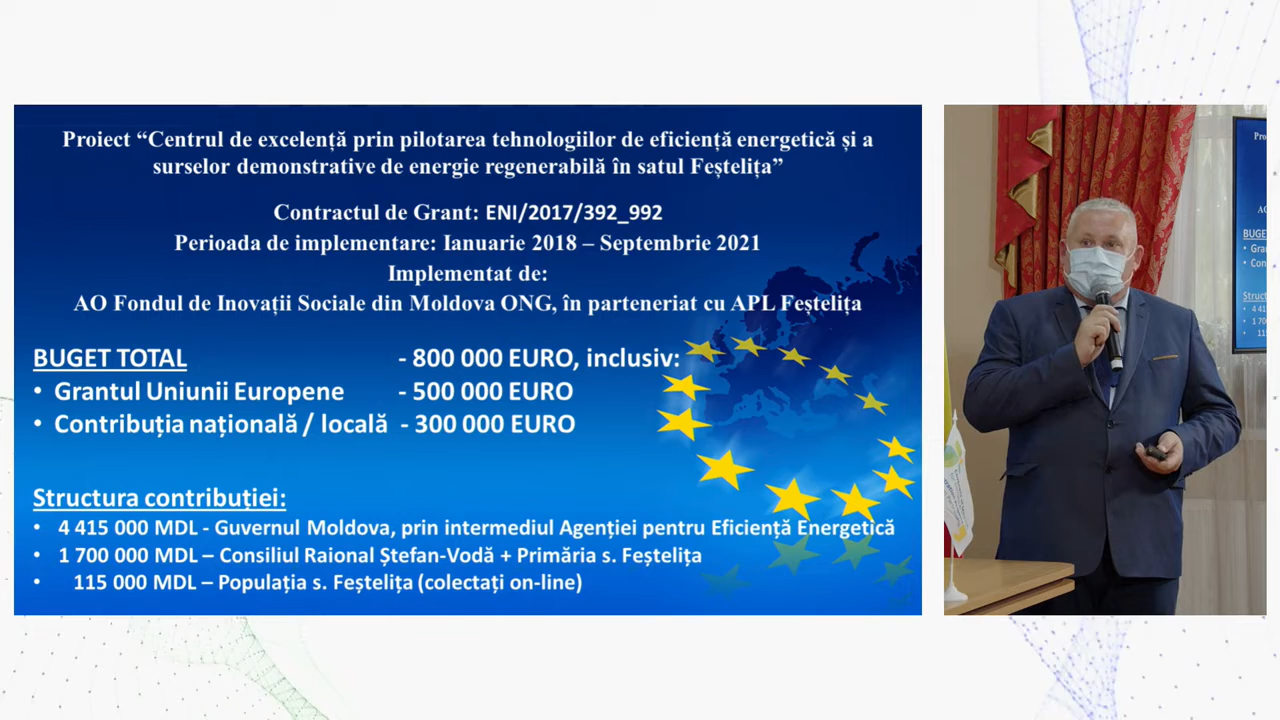 Proiect “Centrul de excelență prin pilotarea tehnologiilor de eficiență energetică și a
surselor demonstrative de energie regenerabilă în satul Feștelița”
Contractul de Grant: ENI/2017/392_992
Perioada de implementare: Ianuarie 2018 – Septembrie 2021
Implementat de:
AO Fondul de Inovații Sociale din Moldova ONG, în parteneriat cu APL Feștelița
BUGET TOTAL - 800 000 EURO, inclusiv:
• Grantul Uniunii Europene - 500 000 EURO
• Contribuția națională / locală - 300 000 EURO
Structura contribuției:
• 4 415 000 MDL - Guvernul Moldova, prin intermediul Agenției pentru Eficiență Energetică
• 1 700 000 MDL – Consiliul Raional Ștefan-Vodă + Primăria s. Feștelița
• 115 000 MDL – Populația s. Feștelița (colectați on-line)